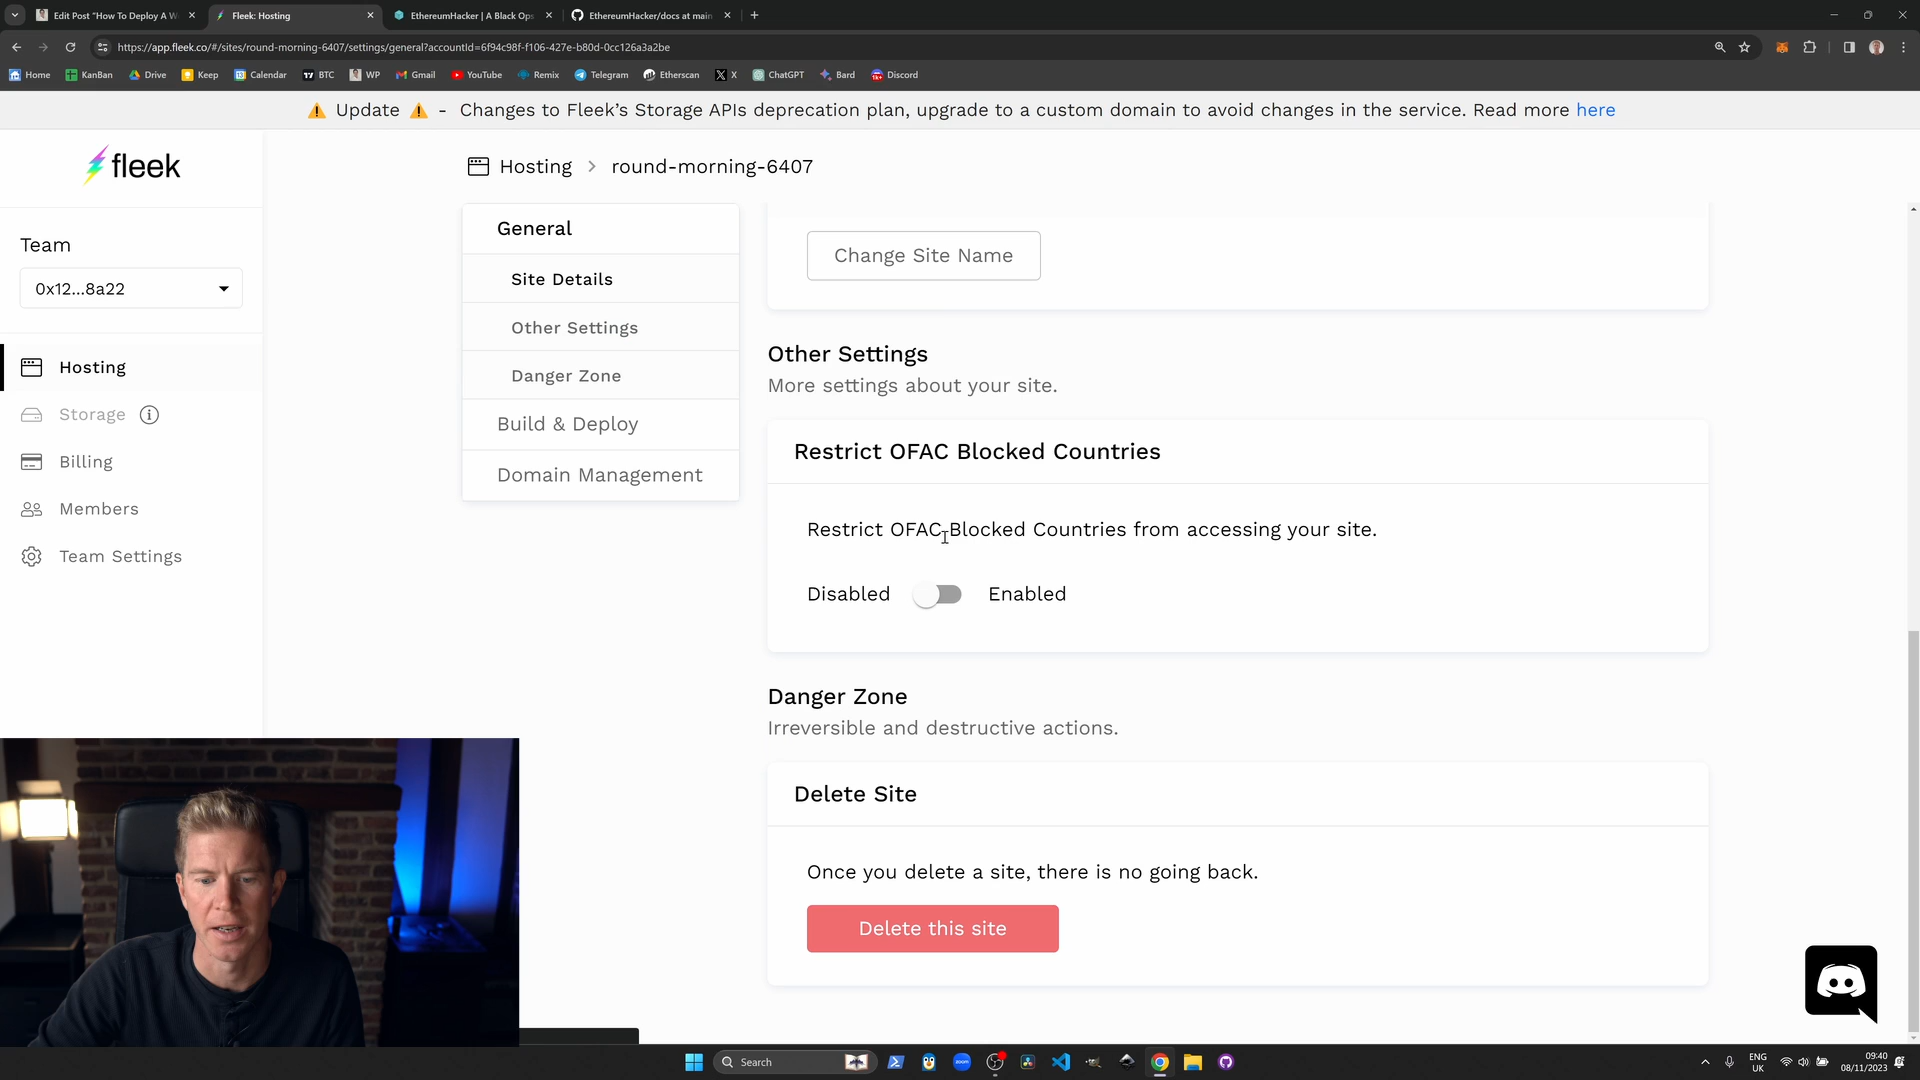 Edit Post "How To Deploy A W
Fleek: Hosting
EthereumHacker | A Black Ops
EthereumHacker/docs at main
https://app.fleek.co/#/sites/round-morning-6407/settings/general?accountId=6f94c98f-f106-427e-b80d-0cc126a3a2be
Home
KanBan
Drive
Keep
Calendar
BTC
WP
Gmail
YouTube
Remix
Telegram
Etherscan
X
ChatGPT
Bard
Discord
Update - Changes to Fleek's Storage APIs deprecation plan, upgrade to a custom domain to avoid changes in the service. Read more here
fleek
Hosting > round-morning-6407
Team
0x12...8a22
Hosting
Storage
Billing
Members
Team Settings
General
Site Details
Other Settings
Danger Zone
Build & Deploy
Domain Management
Change Site Name
Other Settings
More settings about your site.
Restrict OFAC Blocked Countries
Restrict OFAC Blocked Countries from accessing your site.
Disabled
Enabled
Danger Zone
Irreversible and destructive actions.
Delete Site
Once you delete a site, there is no going back.
Delete this site
Search
zoom
ENG
UK
09:40
08/11/2023